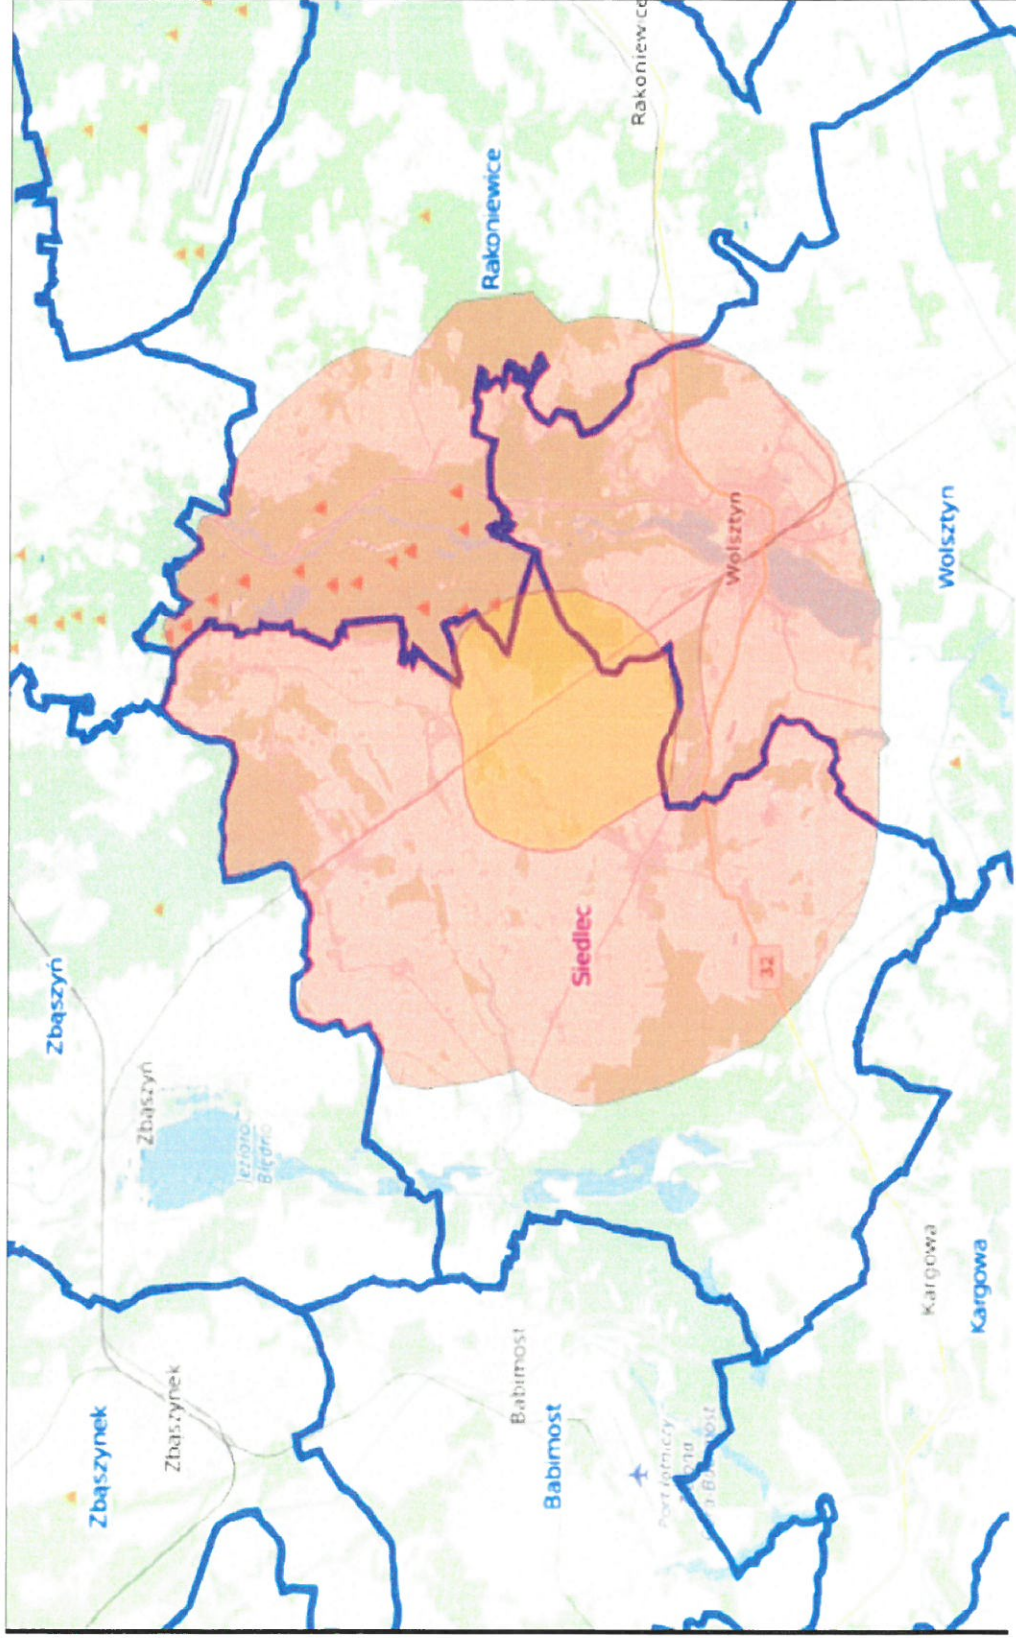 Zbąszynek
Zbąszynek
Zbąszyń
Zbąszyń
Jezioro
Błędno
Rakoniewice
Rakoniewice
Babimost
Babimost
Siedlec
Port lotniczy
32
Wolsztyn
Wolsztyn
Kargowa
Kargowa